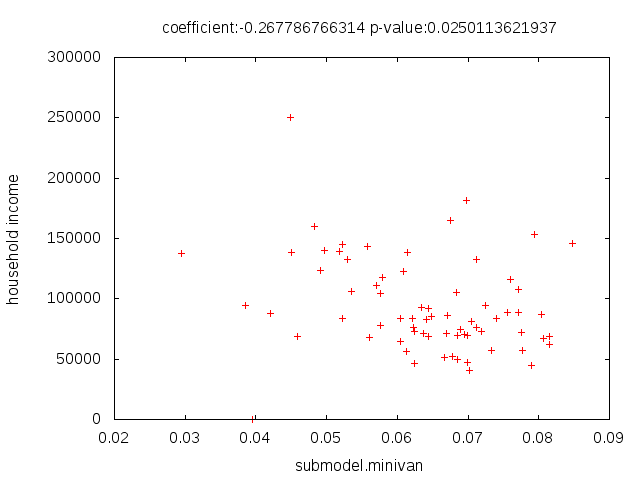 coefficient:-0.267786766314 p-value:0.0250113621937
300000
250000
200000
150000
100000
50000
0
household income
0.02 0.03 0.04 0.05 0.06 0.07 0.08 0.09
submodel.minivan